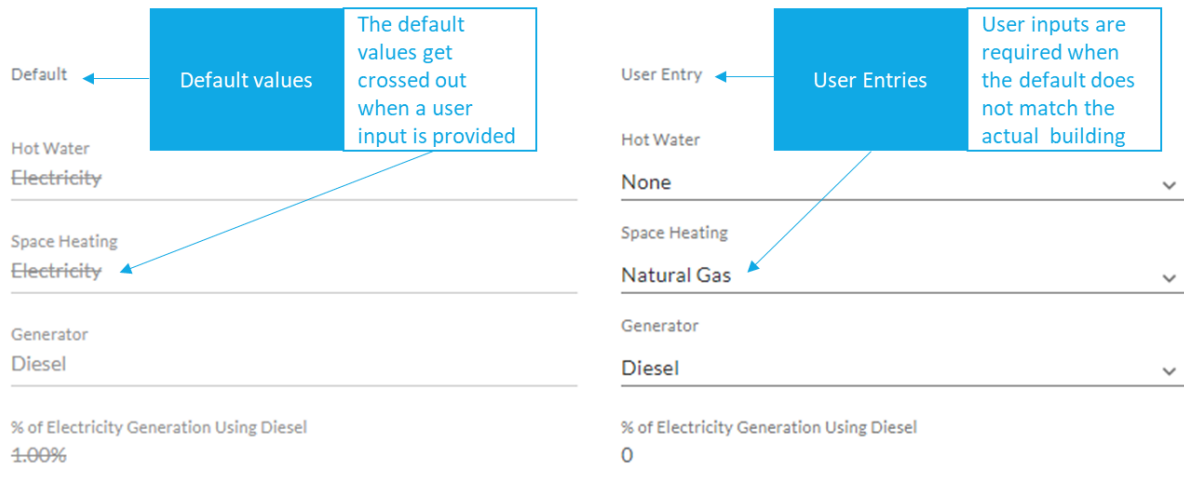 Default
Default values
The default
values get
crossed out
when a user
input is provided
Hot Water
Electricity
Space Heating
Electricity
Generator
Diesel
% of Electricity Generation Using Diesel
1.00%
User Entry
User Entries
User inputs are
required when
the default does
not match the
actual building
Hot Water
None
Space Heating
Natural Gas
Generator
Diesel
% of Electricity Generation Using Diesel
0